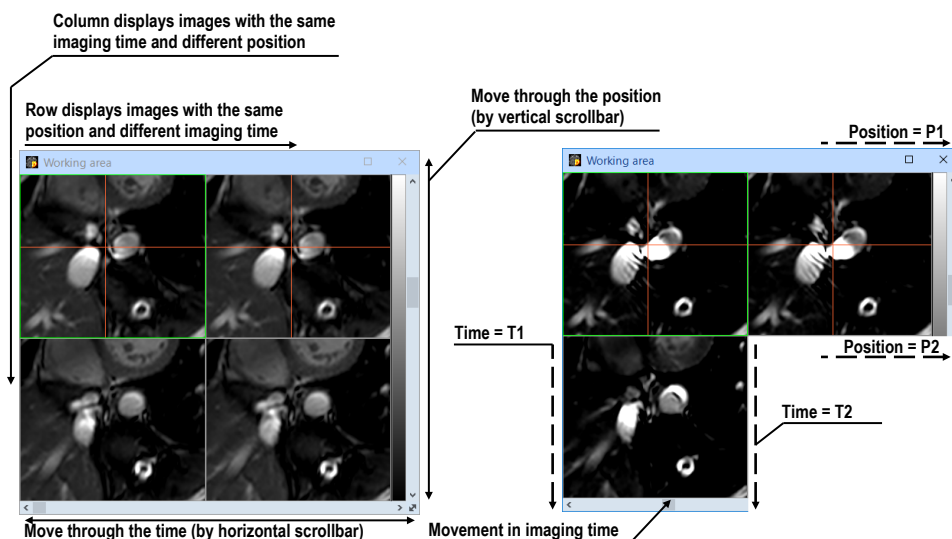 Column displays images with the same
imaging time and different position
Row displays images with the same
position and different imaging time
Move through the position
(by vertical scrollbar)
Position = P1
Working area
Working area
Time = T1
Position = P2
Time = T2
Move through the time (by horizontal scrollbar)
Movement in imaging time